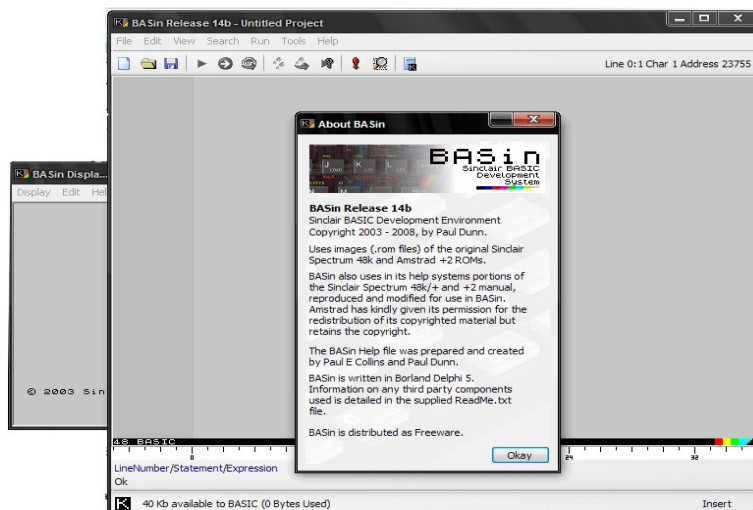 BASin Release 14b - Untitled Project
File Edit View Search Run Tools Help
Line 0:1 Char 1 Address 23755
BASin Displa...
Display Edit Hel
© 2003 Sin
About BASin
J
LOAD
K
LIST
L
LET
BASin
Sinclair BASIC
Development
System
BASin Release 14b
Sinclair BASIC Development Environment
Copyright 2003 - 2008, by Paul Dunn.
Uses images (.rom files) of the original Sinclair
Spectrum 48k and Amstrad +2 ROMs.
BASin also uses in its help systems portions of
the Sinclair Spectrum 48k/+ and +2 manual,
reproduced and modified for use in BASin.
Amstrad has kindly given its permission for the
redistribution of its copyrighted material but
retains the copyright.
The BASin Help file was prepared and created
by Paul E Collins and Paul Dunn.
BASin is written in Borland Delphi 5.
Information on any third party components
used is detailed in the supplied ReadMe.txt
file.
BASin is distributed as Freeware.
Okay
48 BASIC
0 24 32
LineNumber/Statement/Expression
Ok
40 Kb available to BASIC (0 Bytes Used)
Insert